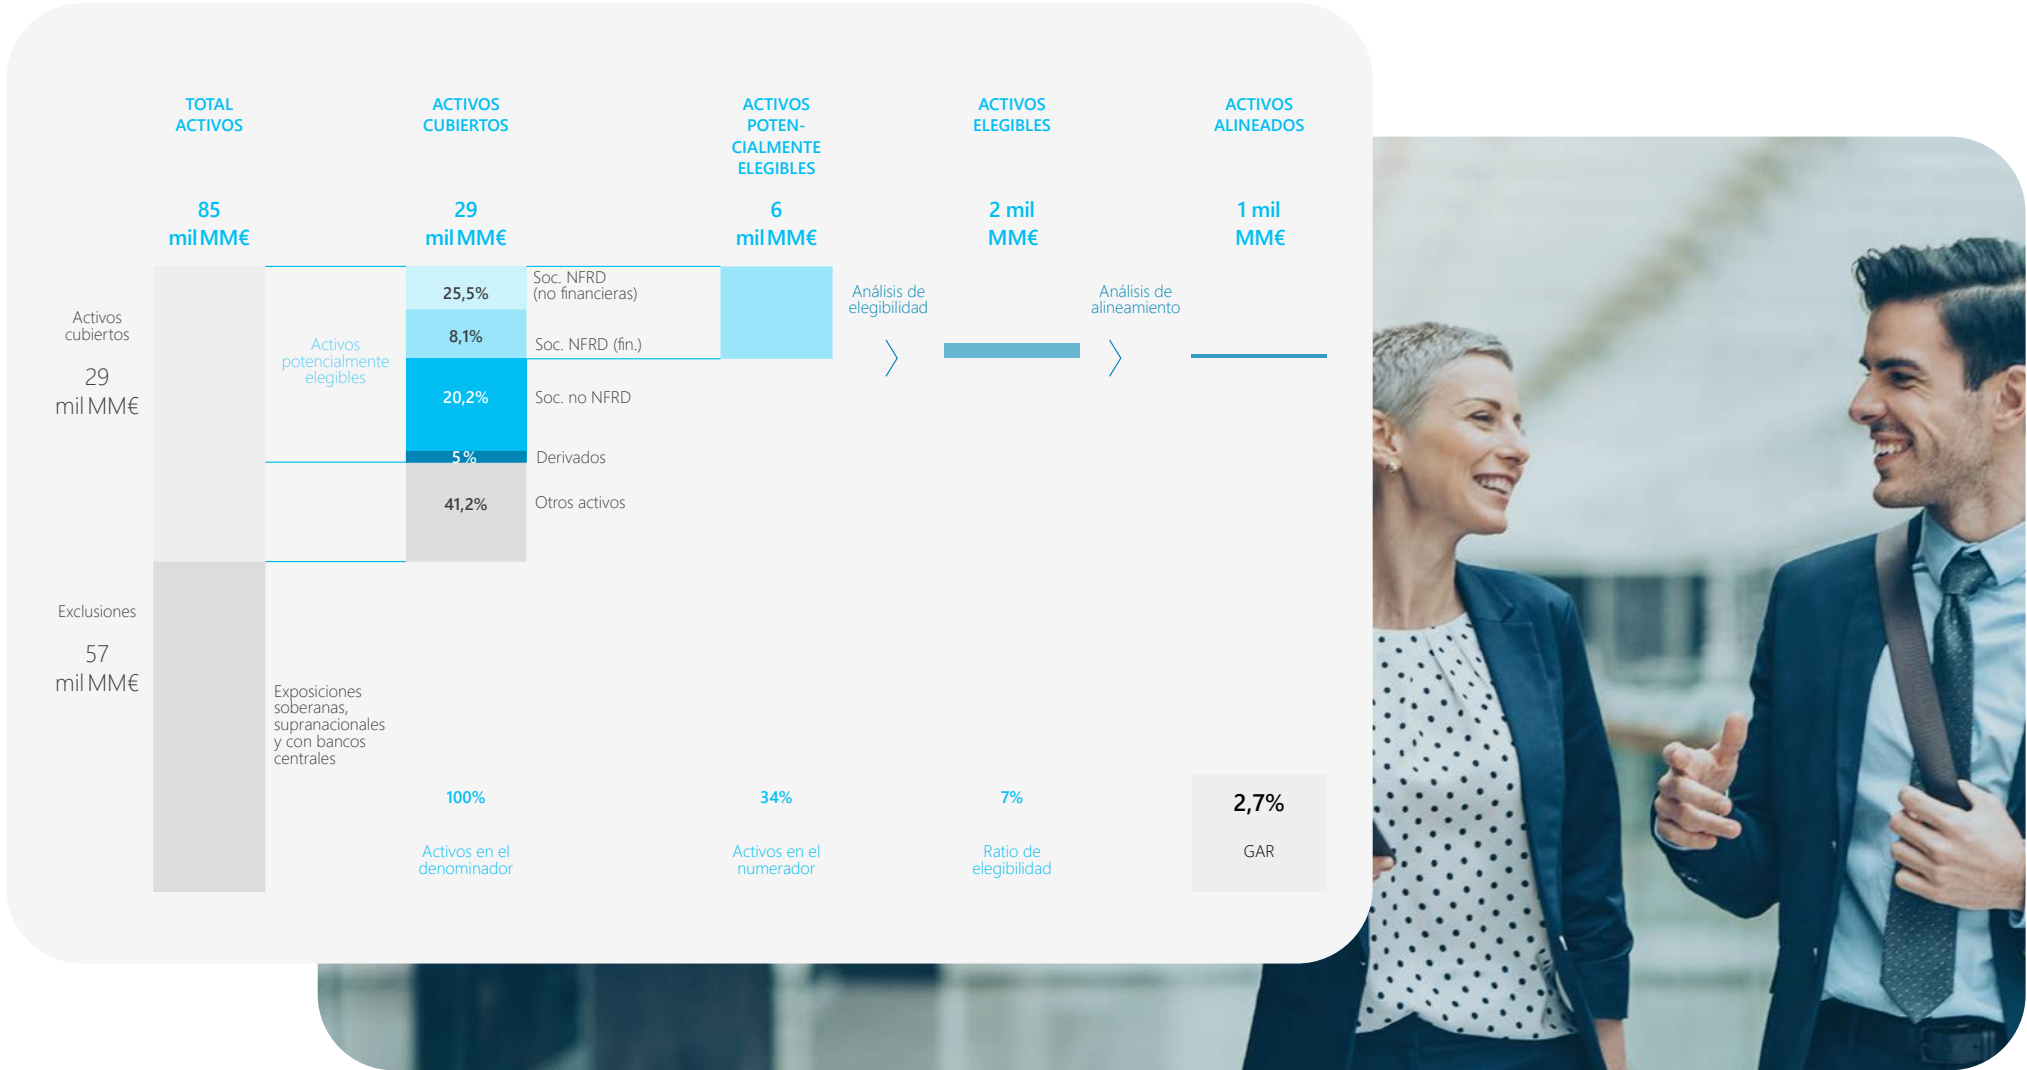 TOTAL
ACTIVOS
ACTIVOS
CUBIERTOS
ACTIVOS
POTEN-
CIALMENTE
ELEGIBLES
ACTIVOS
ELEGIBLES
ACTIVOS
ALINEADOS
85
mil MM€
29
mil MM€
6
mil MM€
2 mil
MM€
1 mil
MM€
Activos
cubiertos
29
mil MM€
Activos
potencialmente
elegibles
25,5%
Soc. NFRD
(no financieras)
8,1%
Soc. NFRD (fin.)
20,2%
Soc. no NFRD
5%
Derivados
41,2%
Otros activos
Análisis de
elegibilidad
Análisis de
alineamiento
Exclusiones
57
mil MM€
Exposiciones
soberanas,
supranacionales
y con bancos
centrales
100%
Activos en el
denominador
34%
Activos en el
numerador
7%
Ratio de
elegibilidad
2,7%
GAR